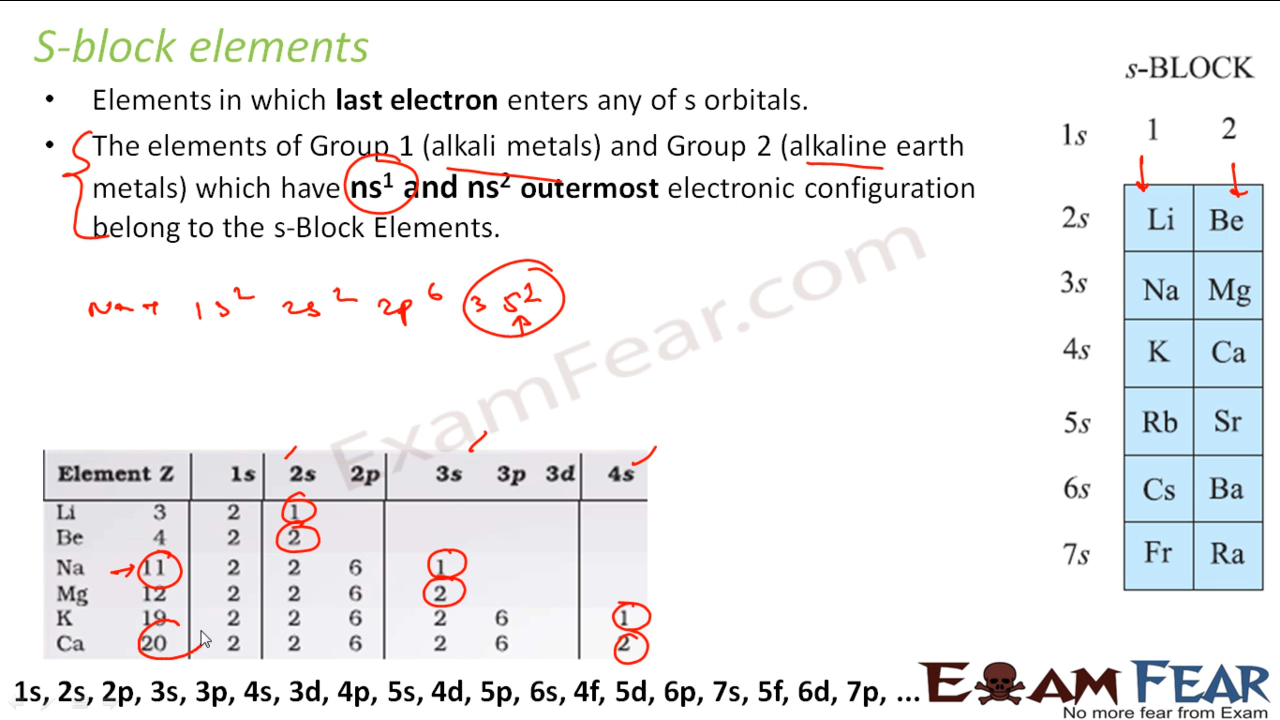 S-block elements
• Elements in which last electron enters any of s orbitals.
• The elements of Group 1 (alkali metals) and Group 2 (alkaline earth
metals) which have ns¹ and ns² outermost electronic configuration
belong to the s-Block Elements.
1s² 2s² 2p⁶ 3s²
ExamFear.com
Element Z 1s 2s 2p 3s 3p 3d 4s
Li 3 2 1
Be 4 2 2
Na 11 2 2 6 1
Mg 12 2 2 6 2
K 19 2 2 6 2 6 1
Ca 20 2 2 6 2 6 2
1s, 2s, 2p, 3s, 3p, 4s, 3d, 4p, 5s, 4d, 5p, 6s, 4f, 5d, 6p, 7s, 5f, 6d, 7p, ...
s-BLOCK
1s 1 2
2s Li Be
3s Na Mg
4s K Ca
5s Rb Sr
6s Cs Ba
7s Fr Ra
EXAM FEAR
No more fear from Exam